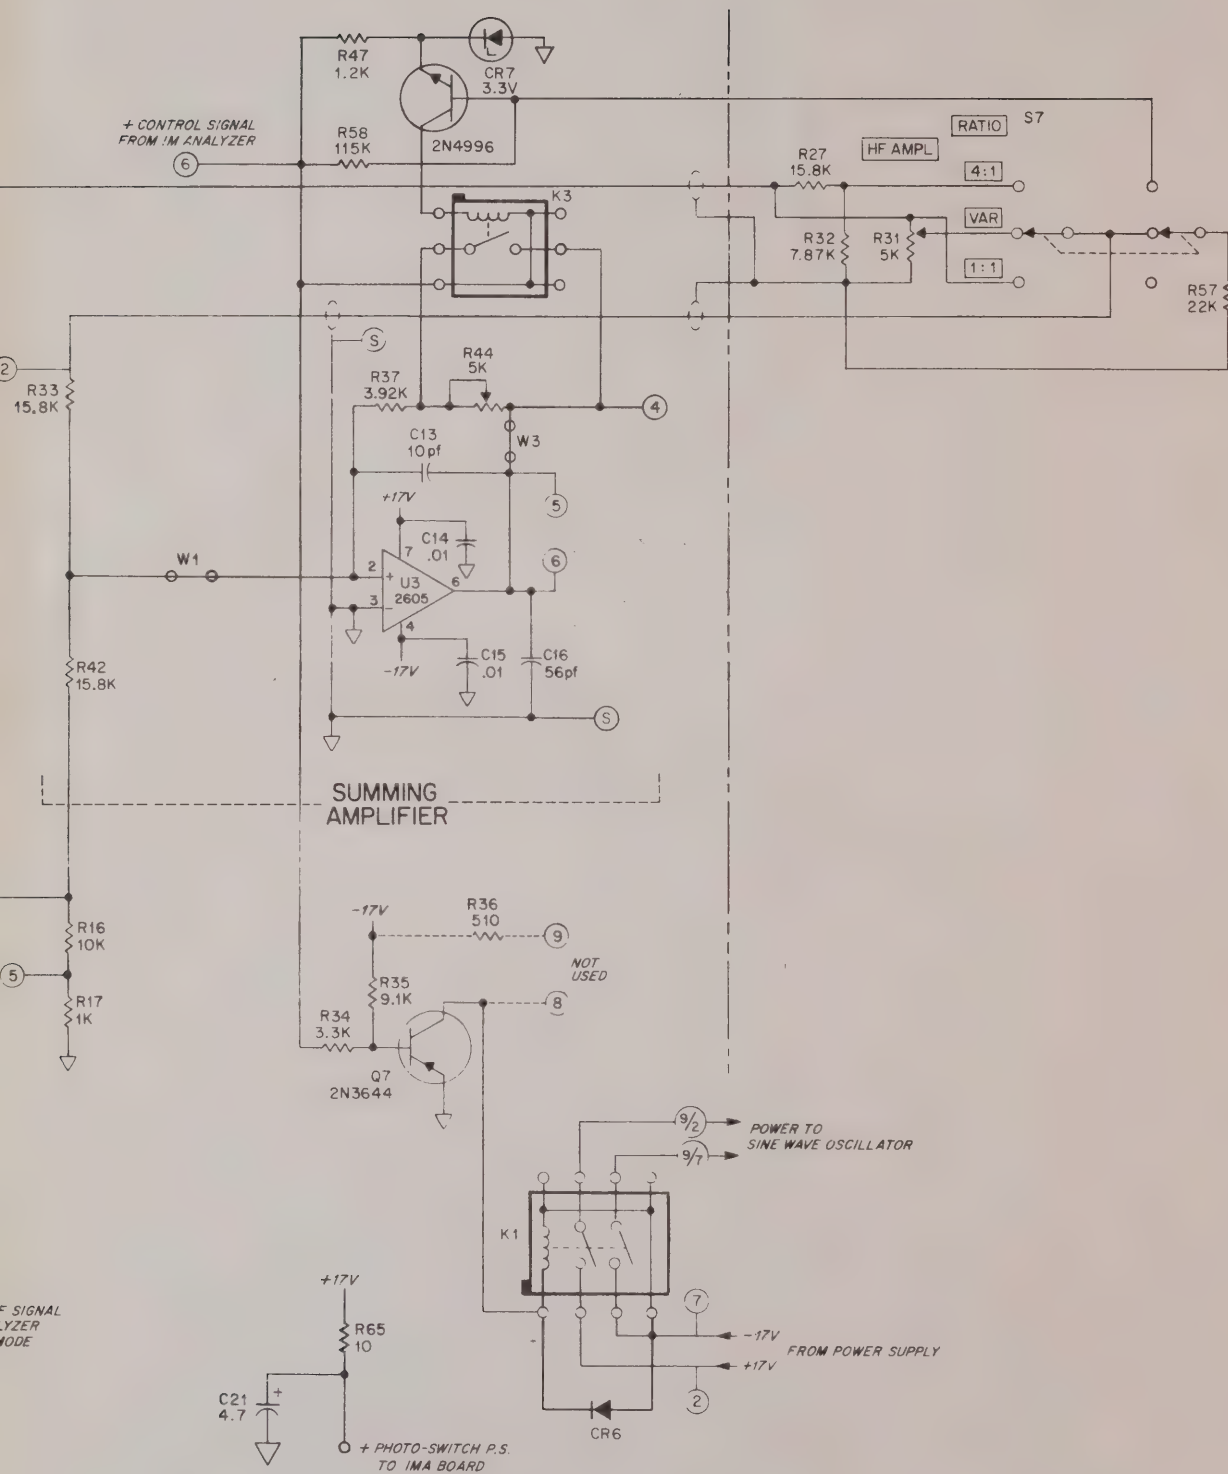 R47
1.2K
CR7
3.3V
2N4996
+ CONTROL SIGNAL
FROM IM ANALYZER
6
R58
115K
K3
RATIO
S7
HF AMPL
R27
15.8K
4:1
VAR
R32
7.87K
R31
5K
1:1
R57
22K
S
2
R33
15.8K
R44
5K
R37
3.92K
4
C13
10pf
W3
5
+17V
C14
.01
7
6
W1
2
+
U3
2605
6
3
-
4
-17V
C15
.01
C16
56pf
R42
15.8K
S
SUMMING
AMPLIFIER
-17V
R36
510
9
NOT
USED
R16
10K
5
R35
9.1K
8
R17
1K
R34
3.3K
Q7
2N3644
9/2
POWER TO
SINE WAVE OSCILLATOR
9/7
K1
+17V
R65
10
7
-17V
FROM POWER SUPPLY
+17V
2
F SIGNAL
LYZER
MODE
C21
4.7
+
CR6
+ PHOTO-SWITCH P.S.
TO IMA BOARD